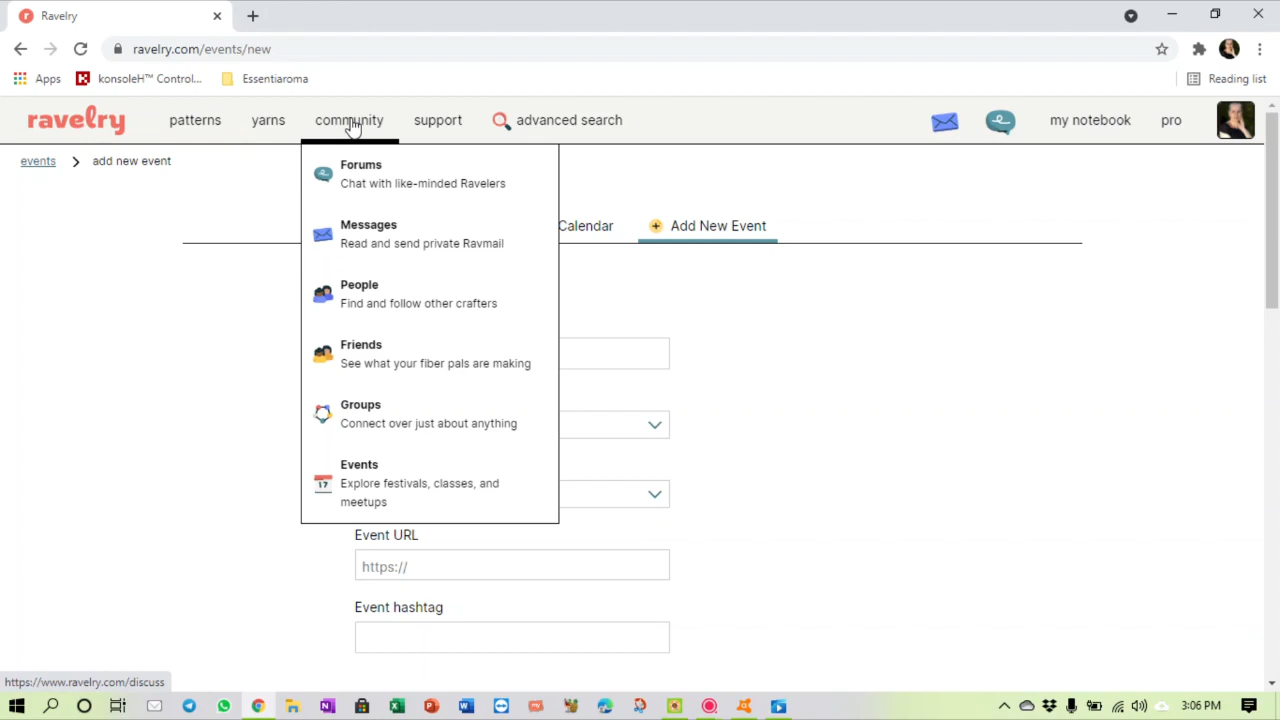 Ravelry
ravelry.com/events/new
Apps
konsoleH™ Control...
Essentiaroma
Reading list
ravelry
patterns
yarns
community
support
advanced search
my notebook
pro
events
add new event
Forums
Chat with like-minded Ravelers
Messages
Read and send private Ravmail
People
Find and follow other crafters
Friends
See what your fiber pals are making
Groups
Connect over just about anything
17
Events
Explore festivals, classes, and
meetups
Calendar
+ Add New Event
Event URL
https://
Event hashtag
https://www.ravelry.com/discuss
3:06 PM